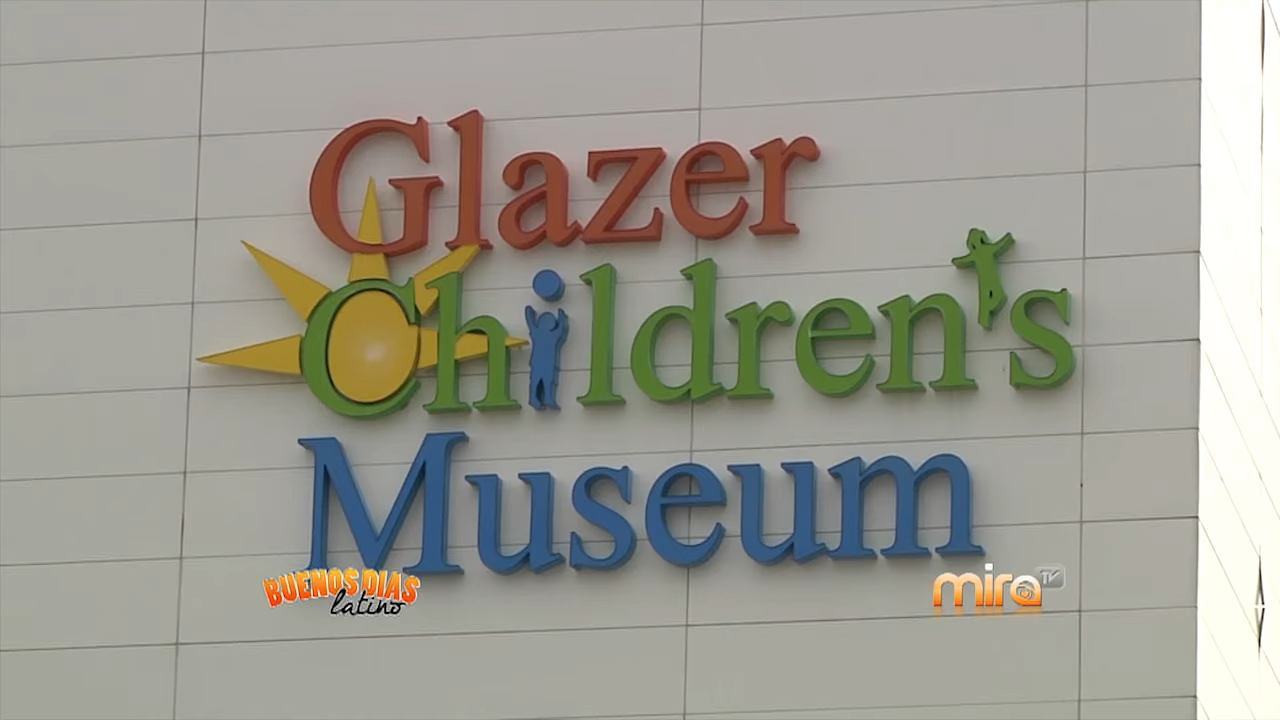 Glazer
Children's
Museum
BUENOS DIAS
latino
mira TV